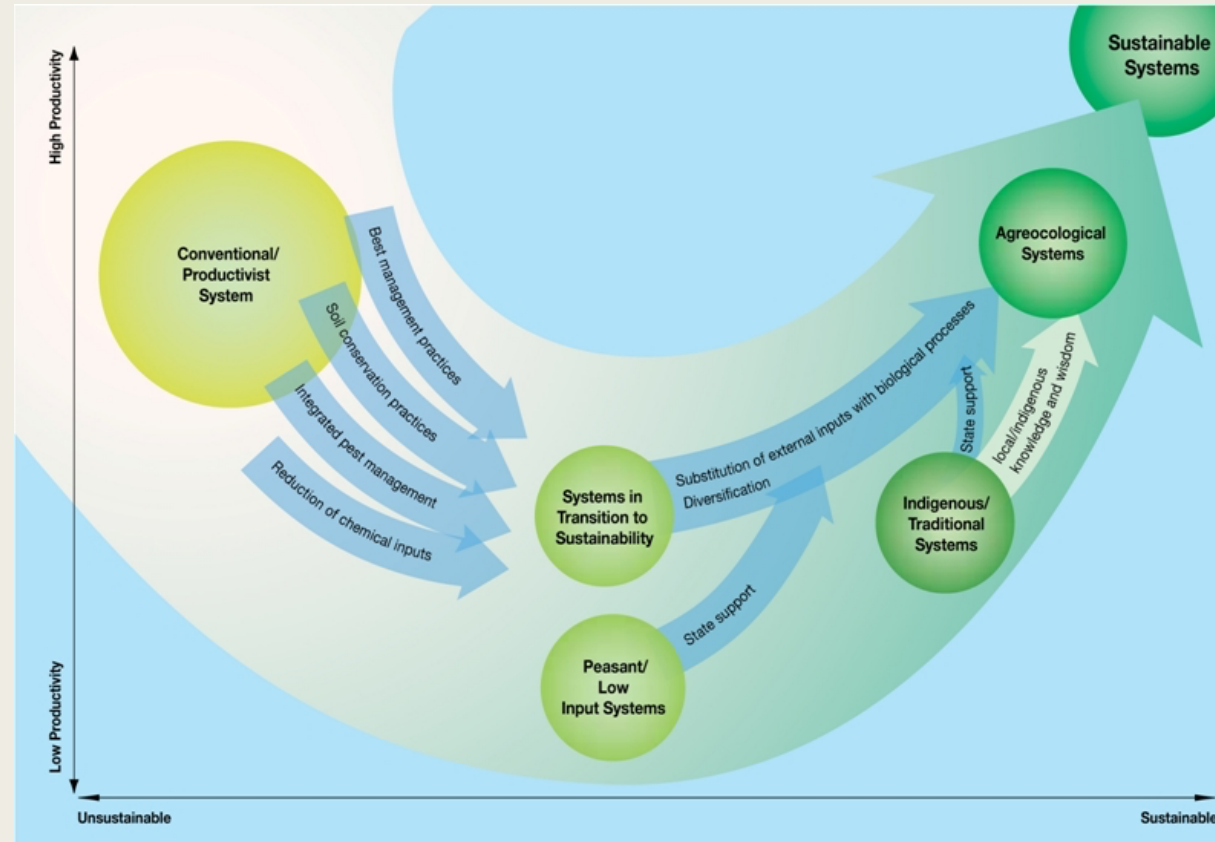 High Productivity
Low Productivity
Unsustainable
Sustainable
Conventional/
Productivist
System
Best management practices
Soil conservation practices
Integrated pest management
Reduction of chemical inputs
Systems in
Transition to
Sustainability
Peasant/
Low
Input Systems
Substitution of external inputs with biological processes
Diversification
State support
Indigenous/
Traditional
Systems
State support
local/indigenous
knowledge and wisdom
Agreocological
Systems
Sustainable
Systems